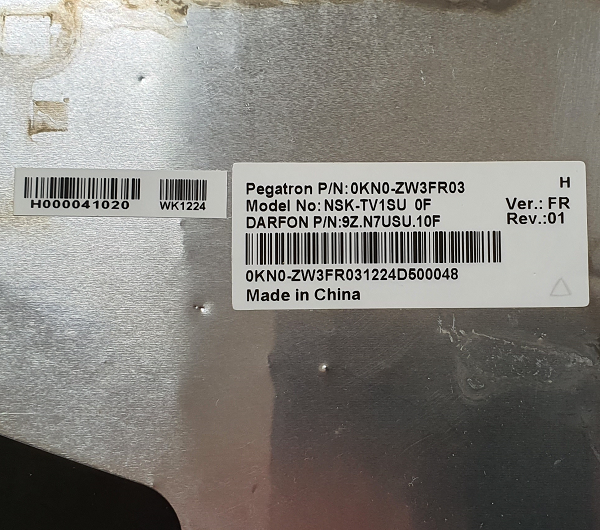 H000041020
WK1224
Pegatron P/N:0KN0-ZW3FR03 H
Model No:NSK-TV1SU 0F Ver.: FR
DARFON P/N:9Z.N7USU.10F Rev.:01
0KN0-ZW3FR031224D500048
Made in China